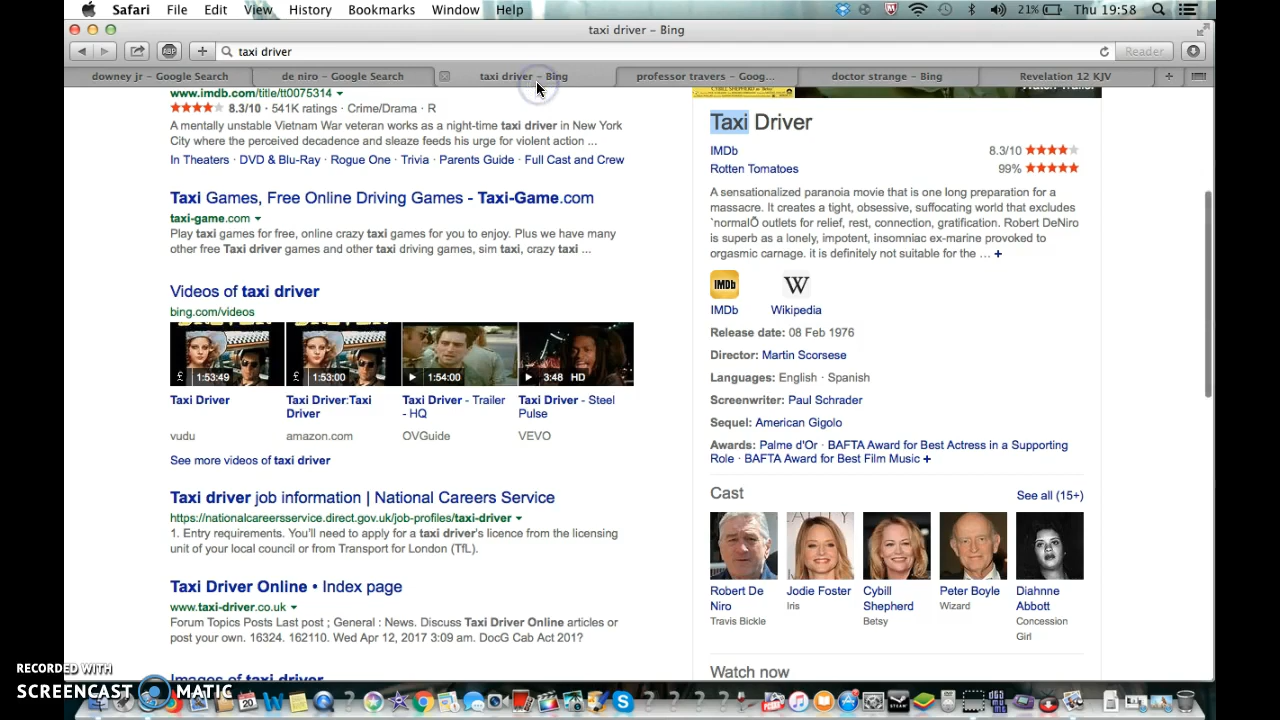 Safari File Edit View History Bookmarks Window Help 21% Thu 19:58
taxi driver – Bing
taxi driver
Reader
downey jr – Google Search
de niro – Google Search
taxi driver – Bing
professor travers – Goog...
doctor strange – Bing
Revelation 12 KJV
www.imdb.com/title/tt0075314
8.3/10 · 541K ratings · Crime/Drama · R
A mentally unstable Vietnam War veteran works as a night-time taxi driver in New York
City where the perceived decadence and sleaze feeds his urge for violent action ...
In Theaters · DVD & Blu-Ray · Rogue One · Trivia · Parents Guide · Full Cast and Crew
Taxi Games, Free Online Driving Games - Taxi-Game.com
taxi-game.com
Play taxi games for free, online crazy taxi games for you to enjoy. Plus we have many
other free Taxi driver games and other taxi driving games, sim taxi, crazy taxi ...
Videos of taxi driver
bing.com/videos
1:53:49
1:53:00
1:54:00
3:48 HD
Taxi Driver
Taxi Driver:Taxi
Driver
Taxi Driver - Trailer
- HQ
Taxi Driver - Steel
Pulse
vudu
amazon.com
OVGuide
VEVO
See more videos of taxi driver
Taxi driver job information | National Careers Service
https://nationalcareersservice.direct.gov.uk/job-profiles/taxi-driver
1. Entry requirements. You'll need to apply for a taxi driver's licence from the licensing
unit of your local council or from Transport for London (TfL).
Taxi Driver Online • Index page
www.taxi-driver.co.uk
Forum Topics Posts Last post ; General : News. Discuss Taxi Driver Online articles or
post your own. 16324. 162110. Wed Apr 12, 2017 3:09 am. DocG Cab Act 201?
Images of taxi driver
Watch Trailer
Taxi Driver
IMDb 8.3/10
Rotten Tomatoes 99%
A sensationalized paranoia movie that is one long preparation for a
massacre. It creates a tight, obsessive, suffocating world that excludes
`normalÕ outlets for relief, rest, connection, gratification. Robert DeNiro
is superb as a lonely, impotent, insomniac ex-marine provoked to
orgasmic carnage. it is definitely not suitable for the ... +
IMDb
W
IMDb
Wikipedia
Release date: 08 Feb 1976
Director: Martin Scorsese
Languages: English · Spanish
Screenwriter: Paul Schrader
Sequel: American Gigolo
Awards: Palme d'Or · BAFTA Award for Best Actress in a Supporting
Role · BAFTA Award for Best Film Music +
Cast
See all (15+)
Robert De
Niro
Travis Bickle
Jodie Foster
Iris
Cybill
Shepherd
Betsy
Peter Boyle
Wizard
Diahnne
Abbott
Concession
Girl
Watch now
RECORDED WITH
SCREENCAST MATIC